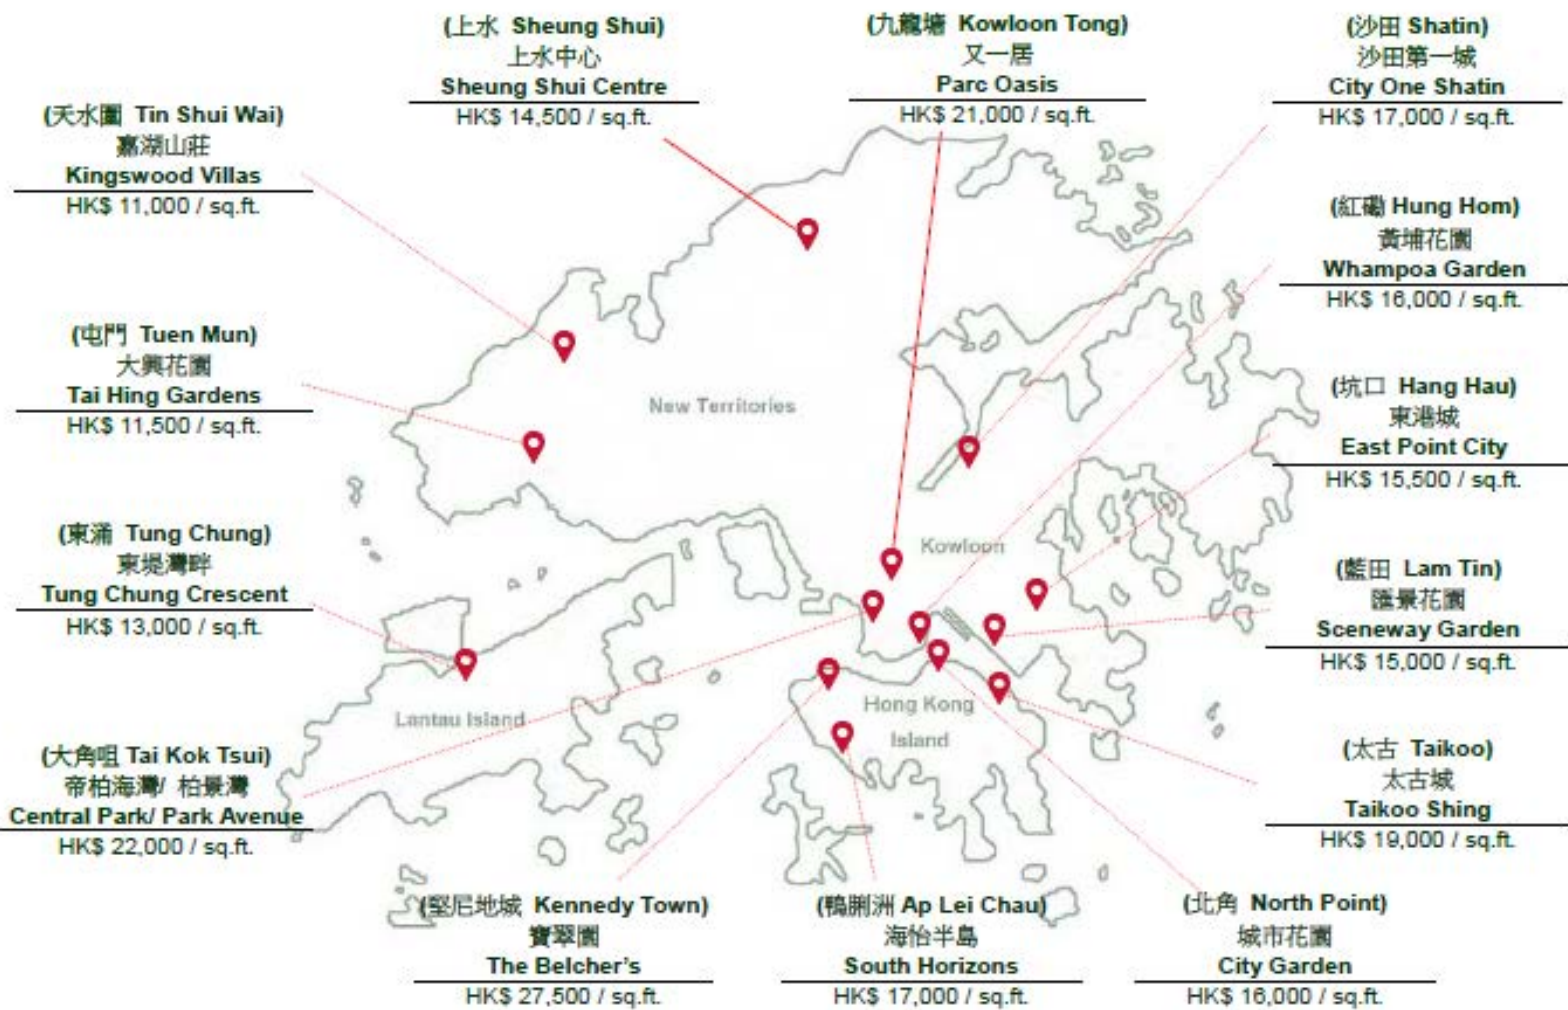 (上水 Sheung Shui)
上水中心
Sheung Shui Centre
HK$ 14,500 / sq.ft.
(九龍塘 Kowloon Tong)
又一居
Parc Oasis
HK$ 21,000 / sq.ft.
(沙田 Shatin)
沙田第一城
City One Shatin
HK$ 17,000 / sq.ft.
(天水圍 Tin Shui Wai)
嘉湖山莊
Kingswood Villas
HK$ 11,000 / sq.ft.
(紅磡 Hung Hom)
黃埔花園
Whampoa Garden
HK$ 16,000 / sq.ft.
(屯門 Tuen Mun)
大興花園
Tai Hing Gardens
HK$ 11,500 / sq.ft.
New Territories
(坑口 Hang Hau)
東港城
East Point City
HK$ 15,500 / sq.ft.
(東涌 Tung Chung)
東堤灣畔
Tung Chung Crescent
HK$ 13,000 / sq.ft.
Kowloon
(藍田 Lam Tin)
匯景花園
Sceneway Garden
HK$ 15,000 / sq.ft.
Lantau Island
Hong Kong
Island
(大角咀 Tai Kok Tsui)
帝柏海灣/ 柏景灣
Central Park/ Park Avenue
HK$ 22,000 / sq.ft.
(太古 Taikoo)
太古城
Taikoo Shing
HK$ 19,000 / sq.ft.
(堅尼地城 Kennedy Town)
寶翠園
The Belcher's
HK$ 27,500 / sq.ft.
(鴨脷洲 Ap Lei Chau)
海怡半島
South Horizons
HK$ 17,000 / sq.ft.
(北角 North Point)
城市花園
City Garden
HK$ 16,000 / sq.ft.